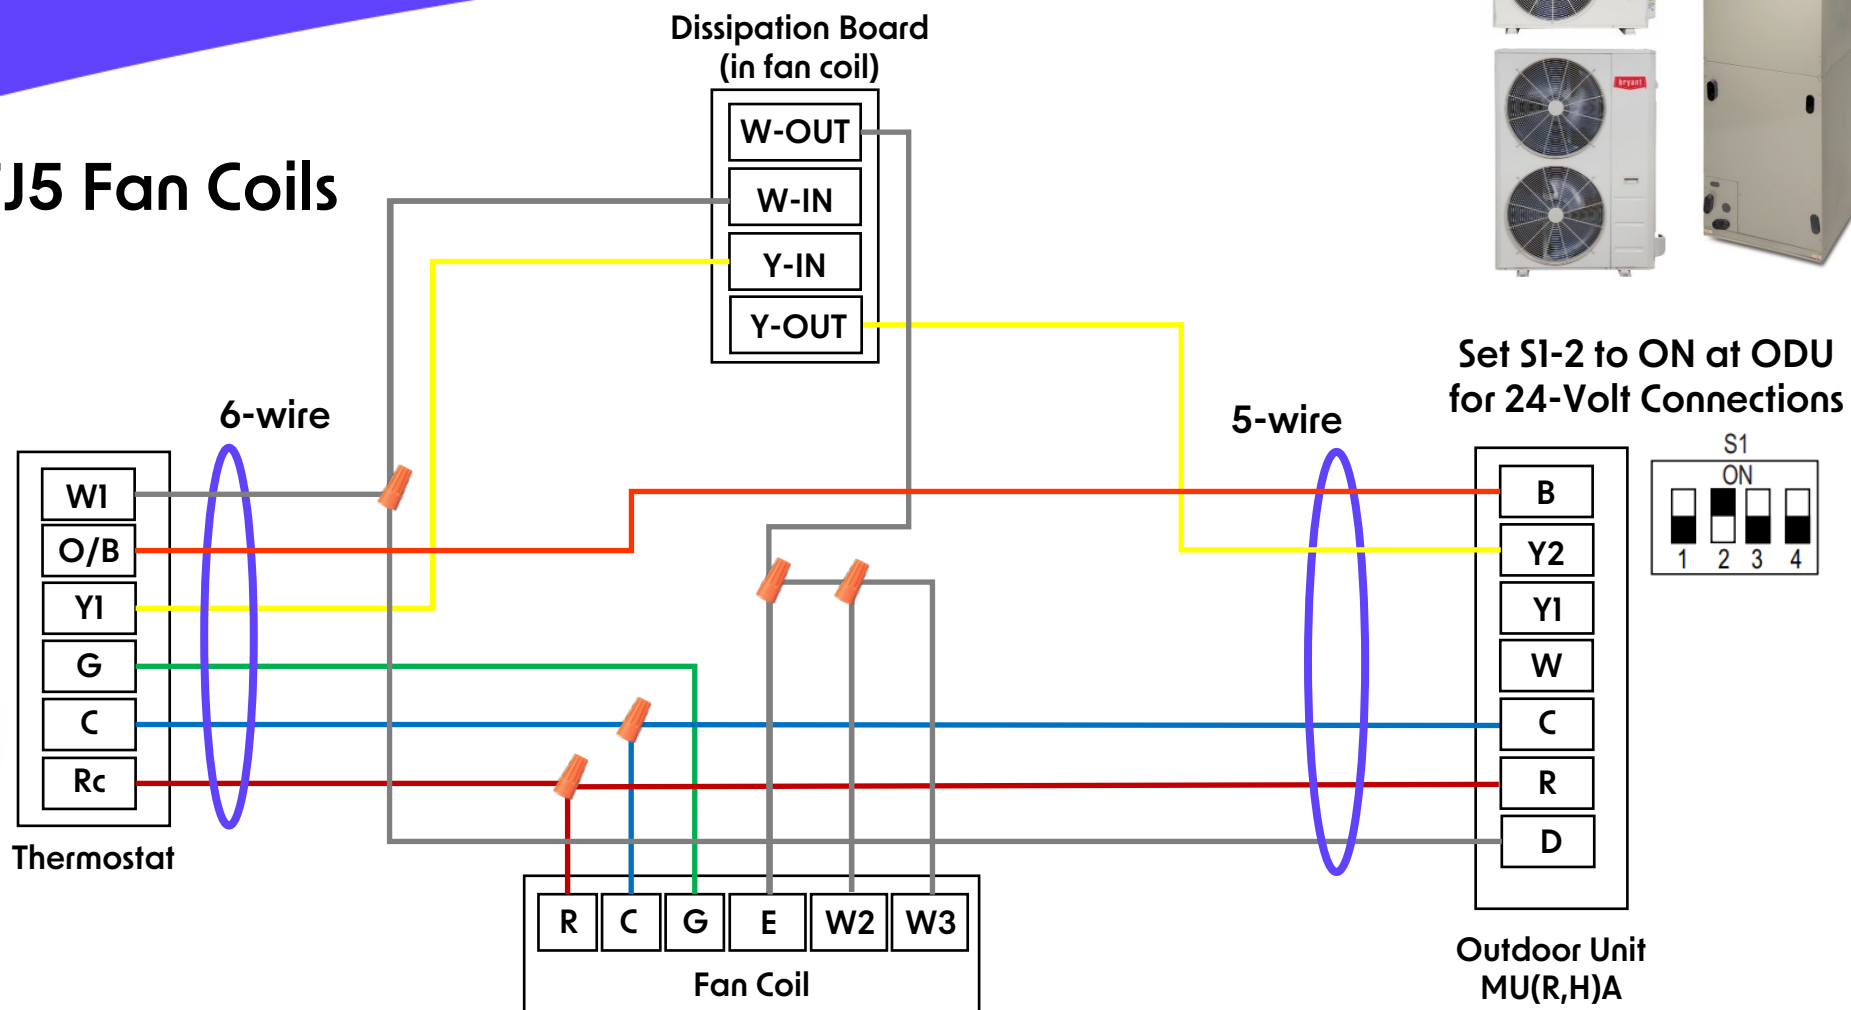 Dissipation Board
(in fan coil)
J5 Fan Coils
W-OUT
W-IN
Y-IN
Y-OUT
bryant
Set S1-2 to ON at ODU
for 24-Volt Connections
S1
ON
1 2 3 4
6-wire
5-wire
W1
O/B
Y1
G
C
Rc
Thermostat
B
Y2
Y1
W
C
R
D
Outdoor Unit
MU(R,H)A
R C G E W2 W3
Fan Coil